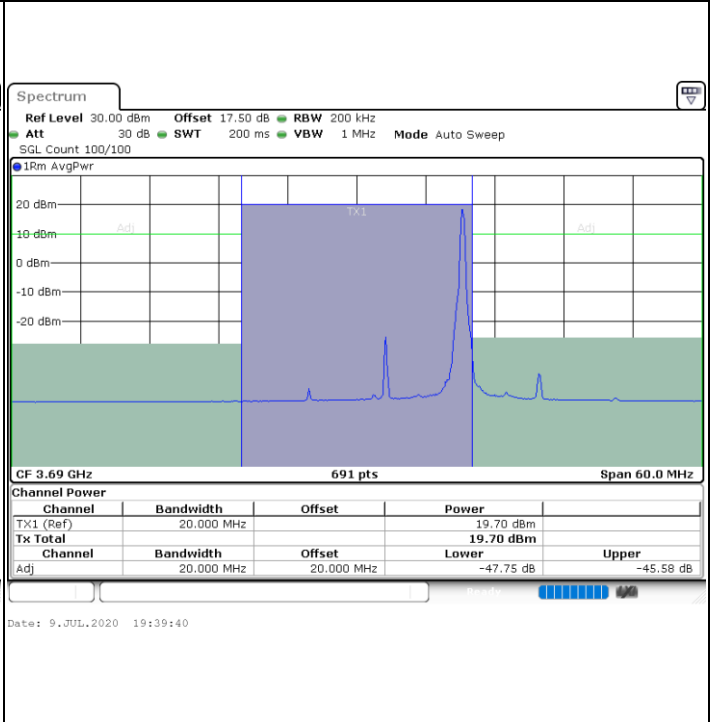 Spectrum
Ref Level 30.00 dBm Offset 17.50 dB RBW 200 kHz
Att 30 dB SWT 200 ms VBW 1 MHz Mode Auto Sweep
SGL Count 100/100
1Rm AvgPwr
TX1
20 dBm
Adj Adj
10 dBm
0 dBm
-10 dBm
-20 dBm
CF 3.69 GHz 691 pts Span 60.0 MHz
Channel Power
Channel Bandwidth Offset Power
TX1 (Ref) 20.000 MHz 19.70 dBm
Tx Total 19.70 dBm
Channel Bandwidth Offset Lower Upper
Adj 20.000 MHz 20.000 MHz -47.75 dB -45.58 dB
Ready
Date: 9.JUL.2020 19:39:40